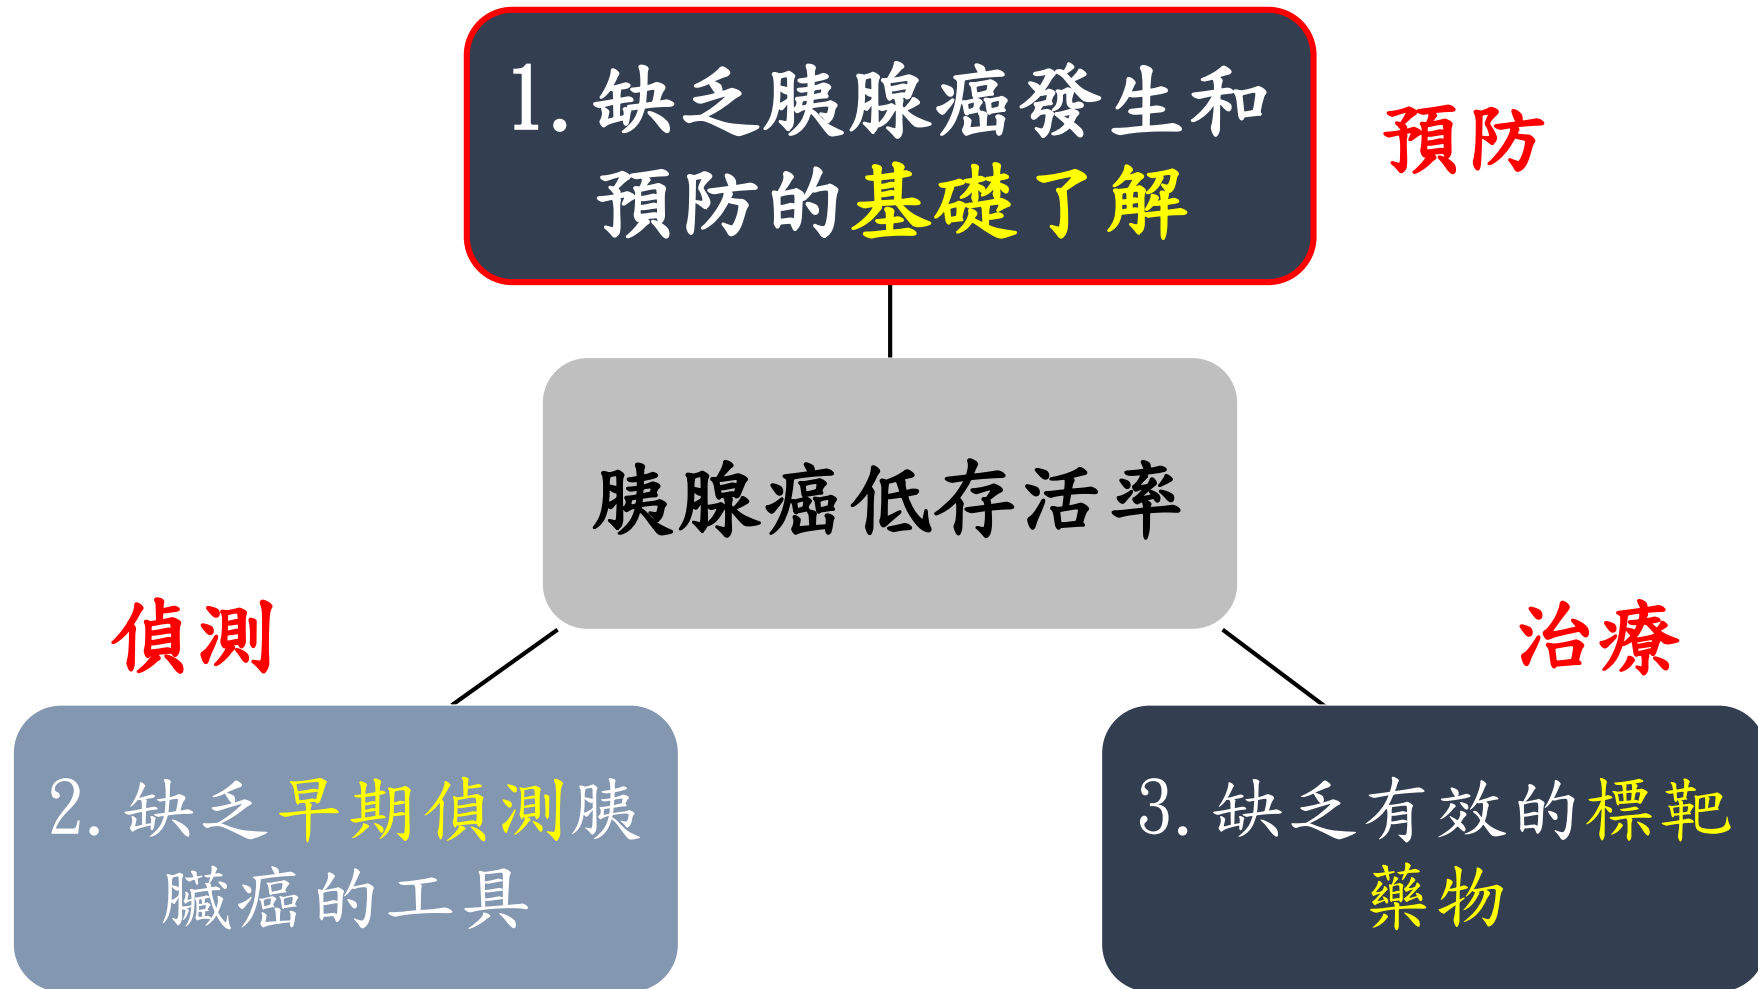 1.缺乏胰腺癌發生和
預防的基礎了解
預防
胰腺癌低存活率
偵測
治療
2.缺乏早期偵測胰
臟癌的工具
3.缺乏有效的標靶
藥物